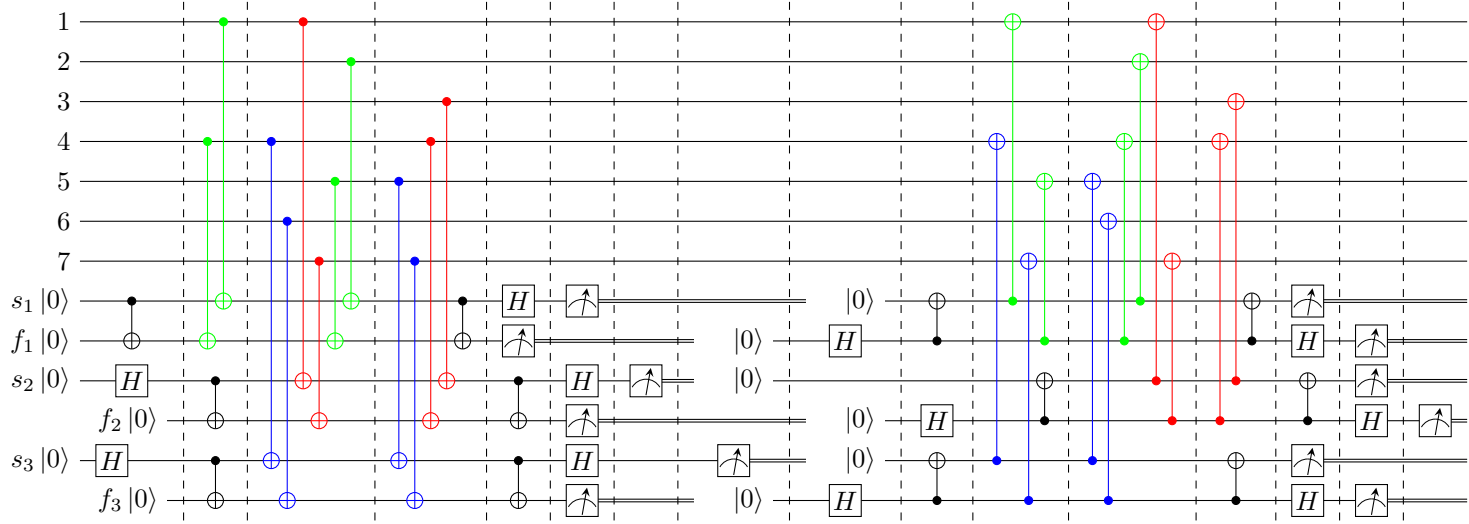 1
2
3
4
5
6
7
s₁ |0⟩ H |0⟩
f₁ |0⟩ |0⟩ H H
s₂ |0⟩ H H |0⟩
f₂ |0⟩ |0⟩ H H
s₃ |0⟩ H H |0⟩
f₃ |0⟩ |0⟩ H H